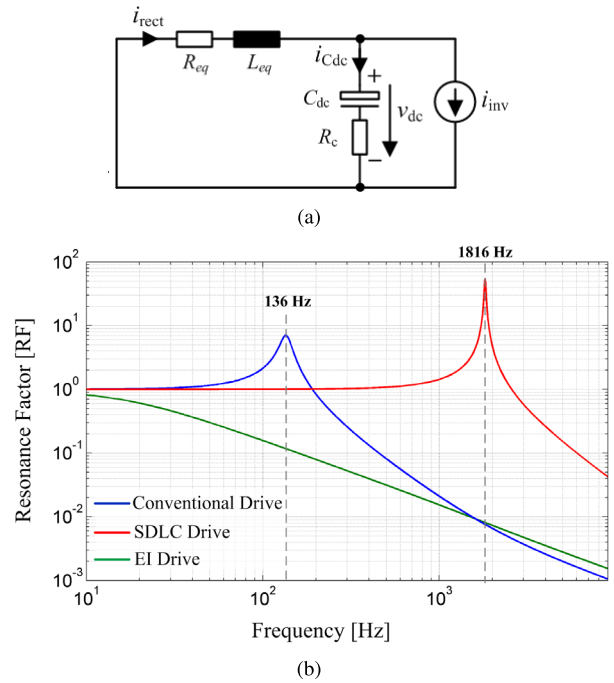 i_rect
R_eq
L_eq
i_Cdc
+
C_dc
v_dc
i_inv
R_c
−
(a)
Resonance Factor [RF]
10^2
10^1
10^0
10^-1
10^-2
10^-3
136 Hz
1816 Hz
Conventional Drive
SDLC Drive
EI Drive
10^1
10^2
10^3
Frequency [Hz]
(b)